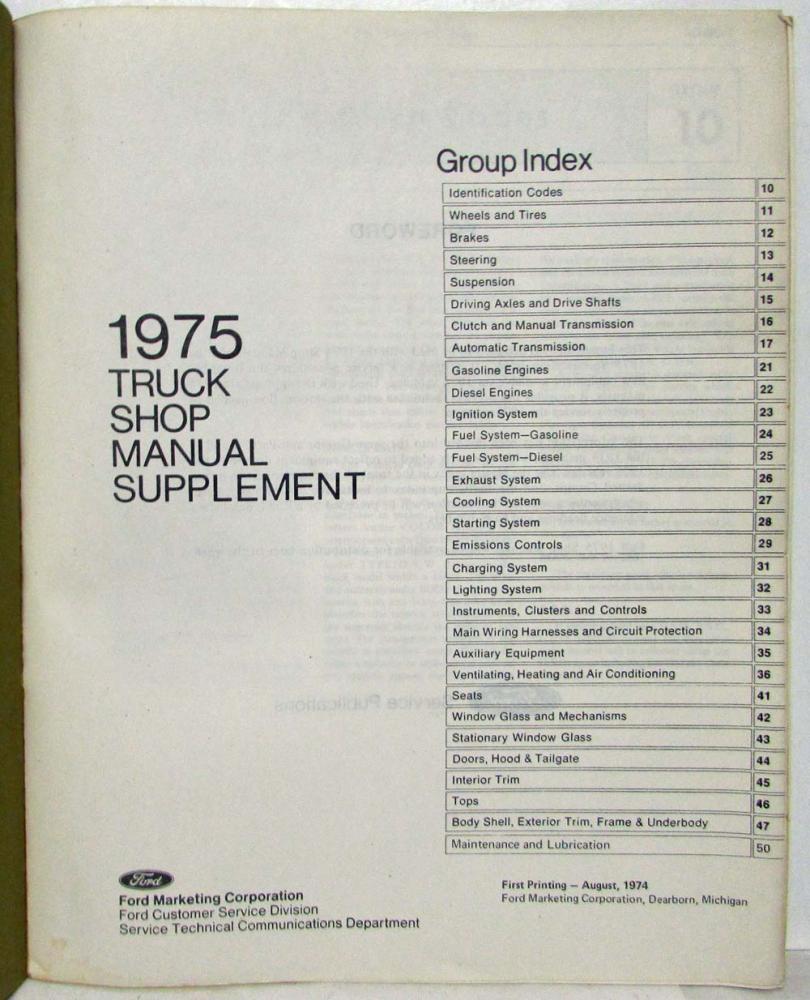 1975
TRUCK
SHOP
MANUAL
SUPPLEMENT
Group Index
Identification Codes 10
Wheels and Tires 11
Brakes 12
Steering 13
Suspension 14
Driving Axles and Drive Shafts 15
Clutch and Manual Transmission 16
Automatic Transmission 17
Gasoline Engines 21
Diesel Engines 22
Ignition System 23
Fuel System—Gasoline 24
Fuel System—Diesel 25
Exhaust System 26
Cooling System 27
Starting System 28
Emissions Controls 29
Charging System 31
Lighting System 32
Instruments, Clusters and Controls 33
Main Wiring Harnesses and Circuit Protection 34
Auxiliary Equipment 35
Ventilating, Heating and Air Conditioning 36
Seats 41
Window Glass and Mechanisms 42
Stationary Window Glass 43
Doors, Hood & Tailgate 44
Interior Trim 45
Tops 46
Body Shell, Exterior Trim, Frame & Underbody 47
Maintenance and Lubrication 50
Ford
Ford Marketing Corporation
Ford Customer Service Division
Service Technical Communications Department
First Printing — August, 1974
Ford Marketing Corporation, Dearborn, Michigan